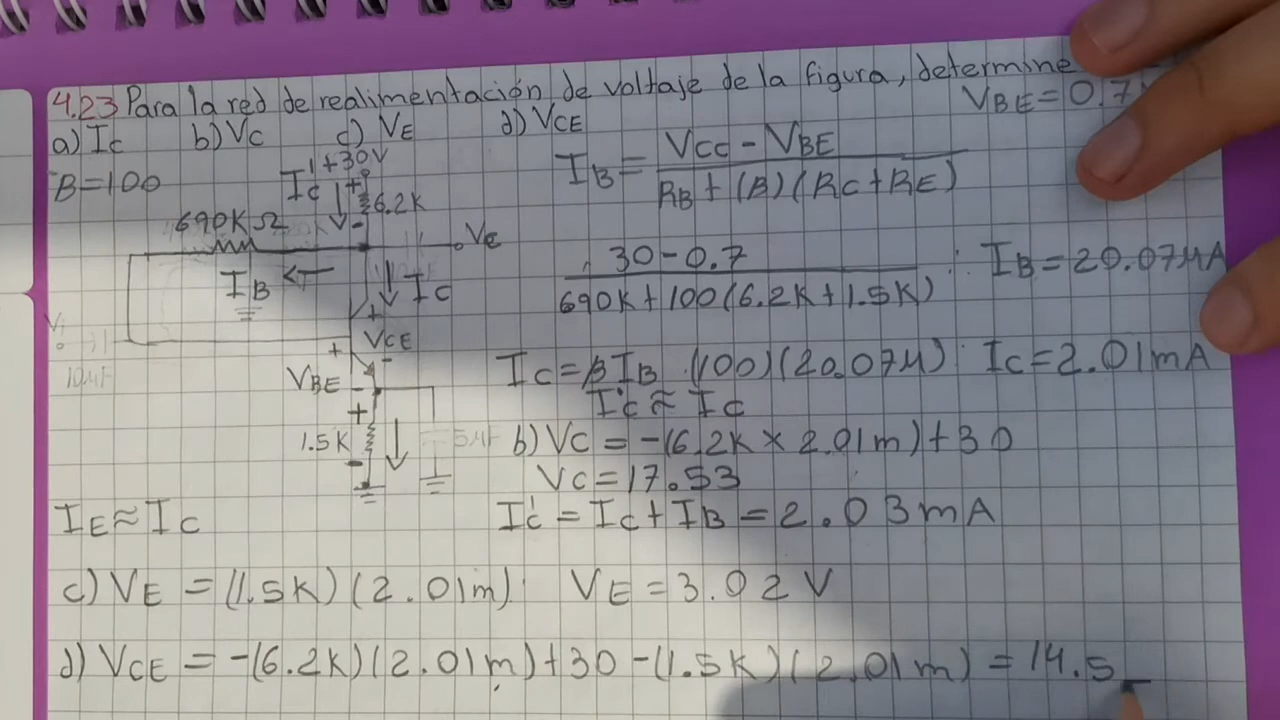 4.23 Para la red de realimentación de voltaje de la figura, determine
a) IC b) VC c) VE d) VCE
VBE=0.7
B=100
I'C +30V
6.2K
690KΩ
VC
IB
IC
VCE
VBE
1.5K
10μF
5μF
IE≈IC
IB = VCC - VBE
RB + (B)(RC+RE)
30-0.7
690K+100(6.2K+1.5K) ∴ IB=20.07μA
IC=βIB (100)(20.07μ) ∴ IC=2.01mA
I'C≈IC
b) VC = -(6.2K x 2.01m)+30
VC=17.53
I'C = IC+IB = 2.03mA
c) VE = (1.5K)(2.01m) ∴ VE=3.02V
d) VCE = -(6.2K)(2.01m)+30-(1.5K)(2.01m) = 14.5